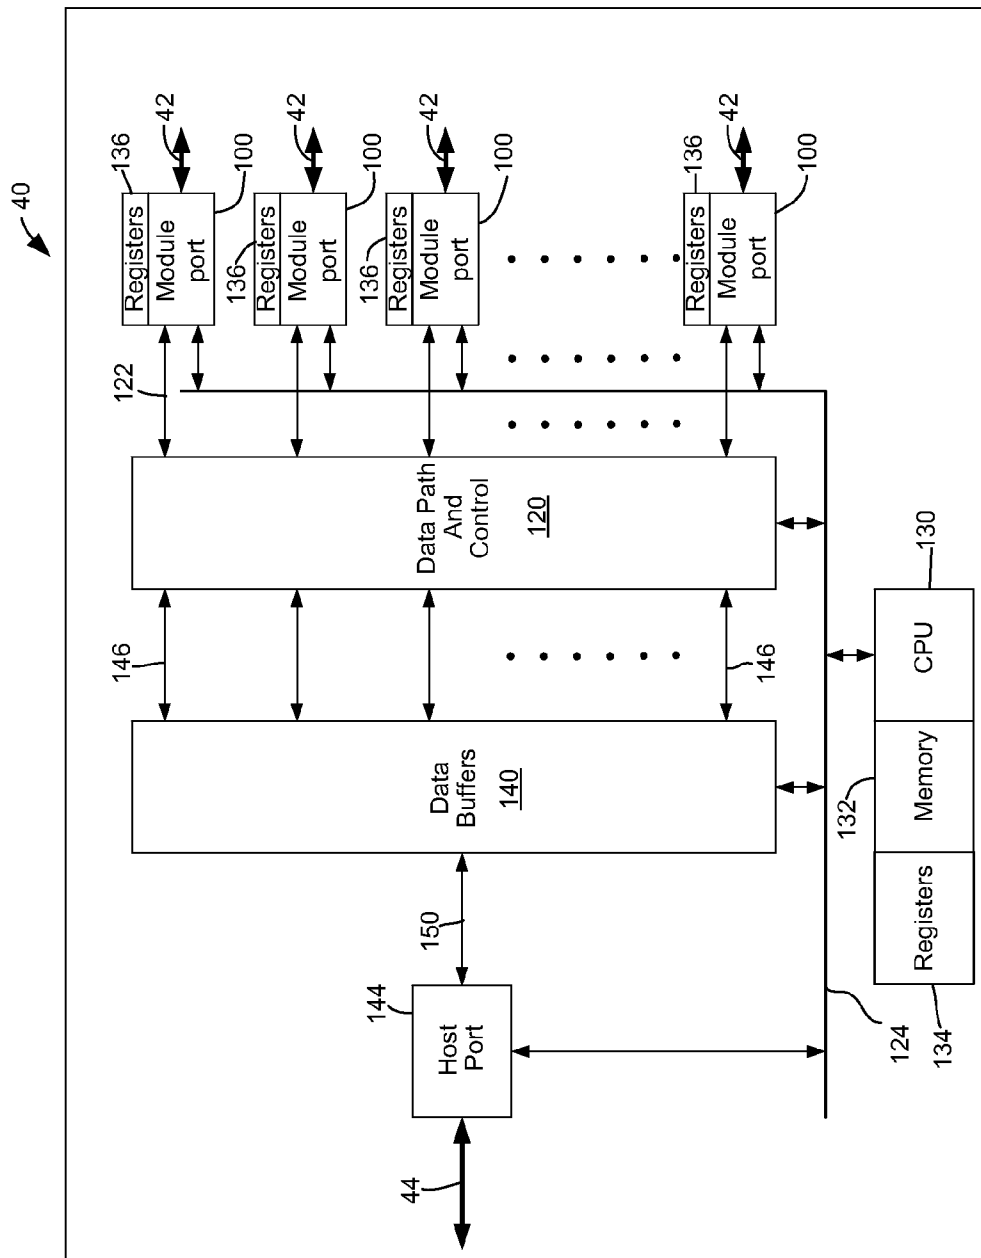 40
44
144
Host
Port
150
Data
Buffers
140
146
146
Data Path
And
Control
120
122
Registers
136
Module
port
100
42
Registers
136
Module
port
100
42
Registers
136
Module
port
100
42
Registers
136
Module
port
100
42
124
134
Registers
132
Memory
CPU
130